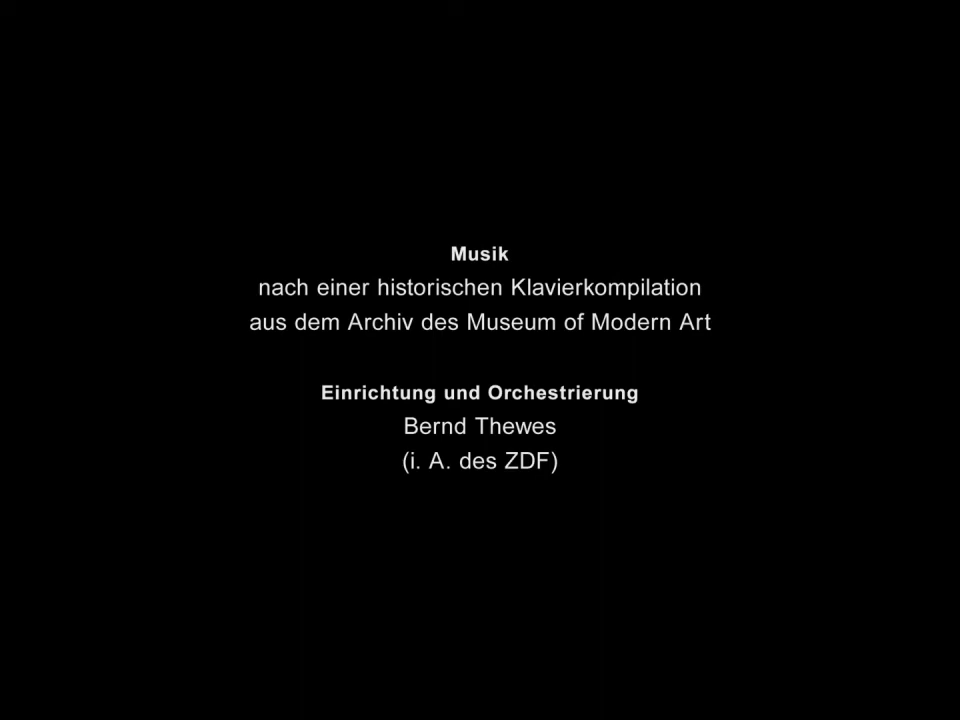 Musik
nach einer historischen Klavierkompilation
aus dem Archiv des Museum of Modern Art
Einrichtung und Orchestrierung
Bernd Thewes
(i. A. des ZDF)